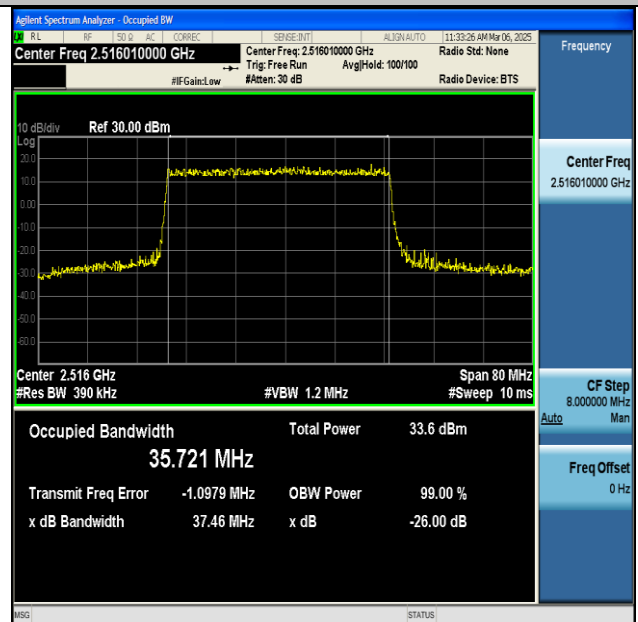 Agilent Spectrum Analyzer - Occupied BW
LXI RL RF 50 Ω AC CORREC SENSE:INT ALIGN AUTO 11:33:26 AM Mar 06, 2025
Center Freq 2.516010000 GHz
Center Freq: 2.516010000 GHz
Radio Std: None
Trig: Free Run Avg|Hold: 100/100
#IFGain:Low #Atten: 30 dB Radio Device: BTS
Frequency
10 dB/div Ref 30.00 dBm
Log
20.0
10.0
0.00
-10.0
-20.0
-30.0
-40.0
-50.0
-60.0
Center 2.516 GHz Span 80 MHz
#Res BW 390 kHz #VBW 1.2 MHz #Sweep 10 ms
Occupied Bandwidth Total Power 33.6 dBm
35.721 MHz
Transmit Freq Error -1.0979 MHz OBW Power 99.00 %
x dB Bandwidth 37.46 MHz x dB -26.00 dB
Center Freq
2.516010000 GHz
CF Step
8.000000 MHz
Auto Man
Freq Offset
0 Hz
MSG STATUS